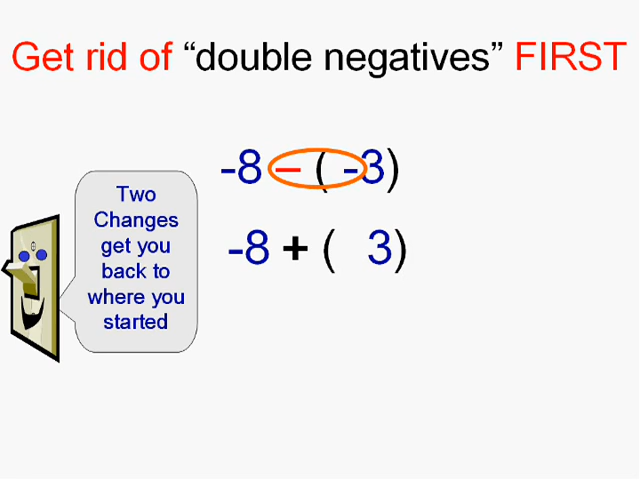 Get rid of “double negatives” FIRST
-8 – ( -3)
-8 + ( 3)
Two
Changes
get you
back to
where you
started